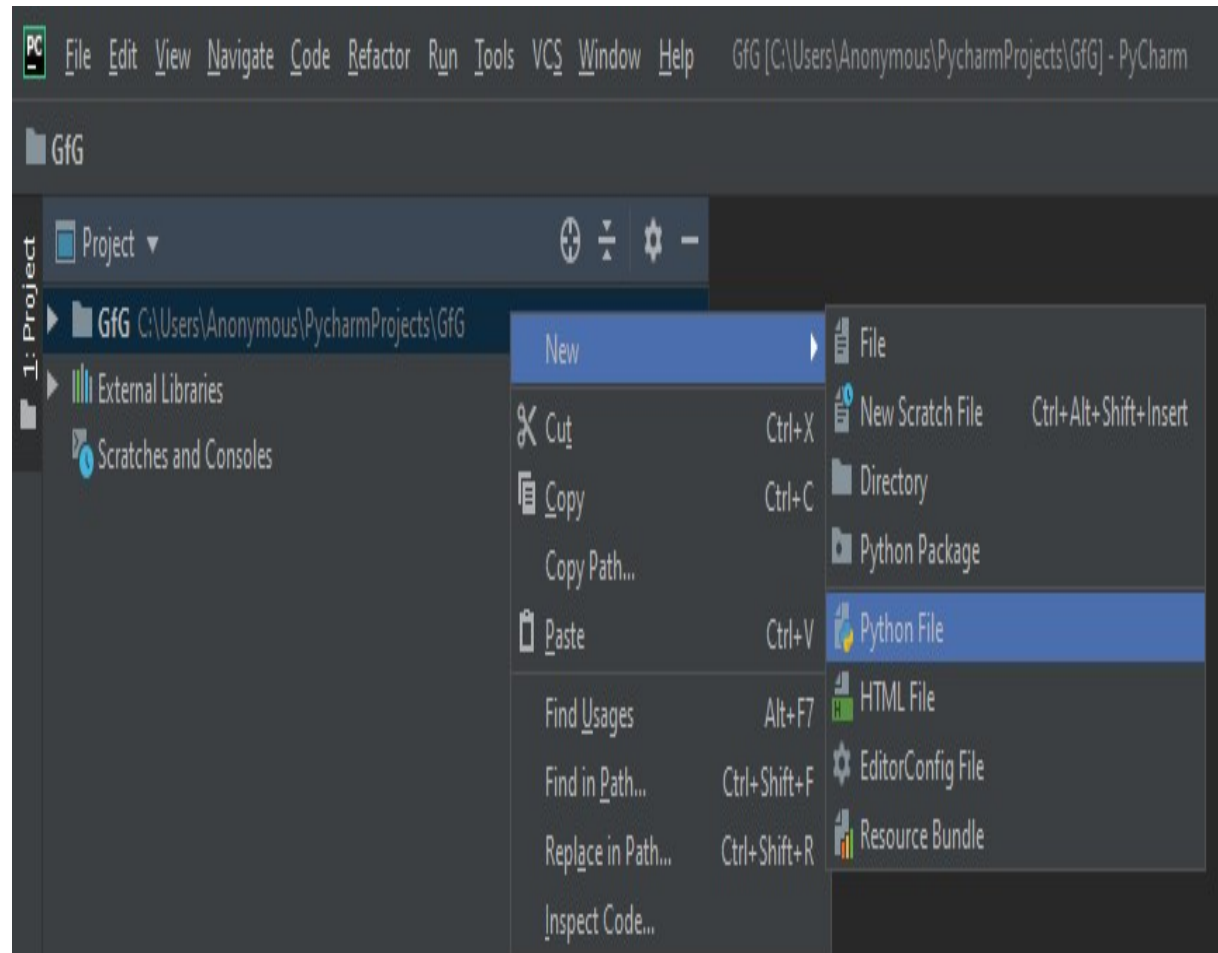 PC File Edit View Navigate Code Refactor Run Tools VCS Window Help GfG [C:\Users\Anonymous\PycharmProjects\GfG] - PyCharm
GfG
1: Project
Project
GfG C:\Users\Anonymous\PycharmProjects\GfG
External Libraries
Scratches and Consoles
New
Cut Ctrl+X
Copy Ctrl+C
Copy Path...
Paste Ctrl+V
Find Usages Alt+F7
Find in Path... Ctrl+Shift+F
Replace in Path... Ctrl+Shift+R
Inspect Code...
File
New Scratch File Ctrl+Alt+Shift+Insert
Directory
Python Package
Python File
H HTML File
EditorConfig File
Resource Bundle